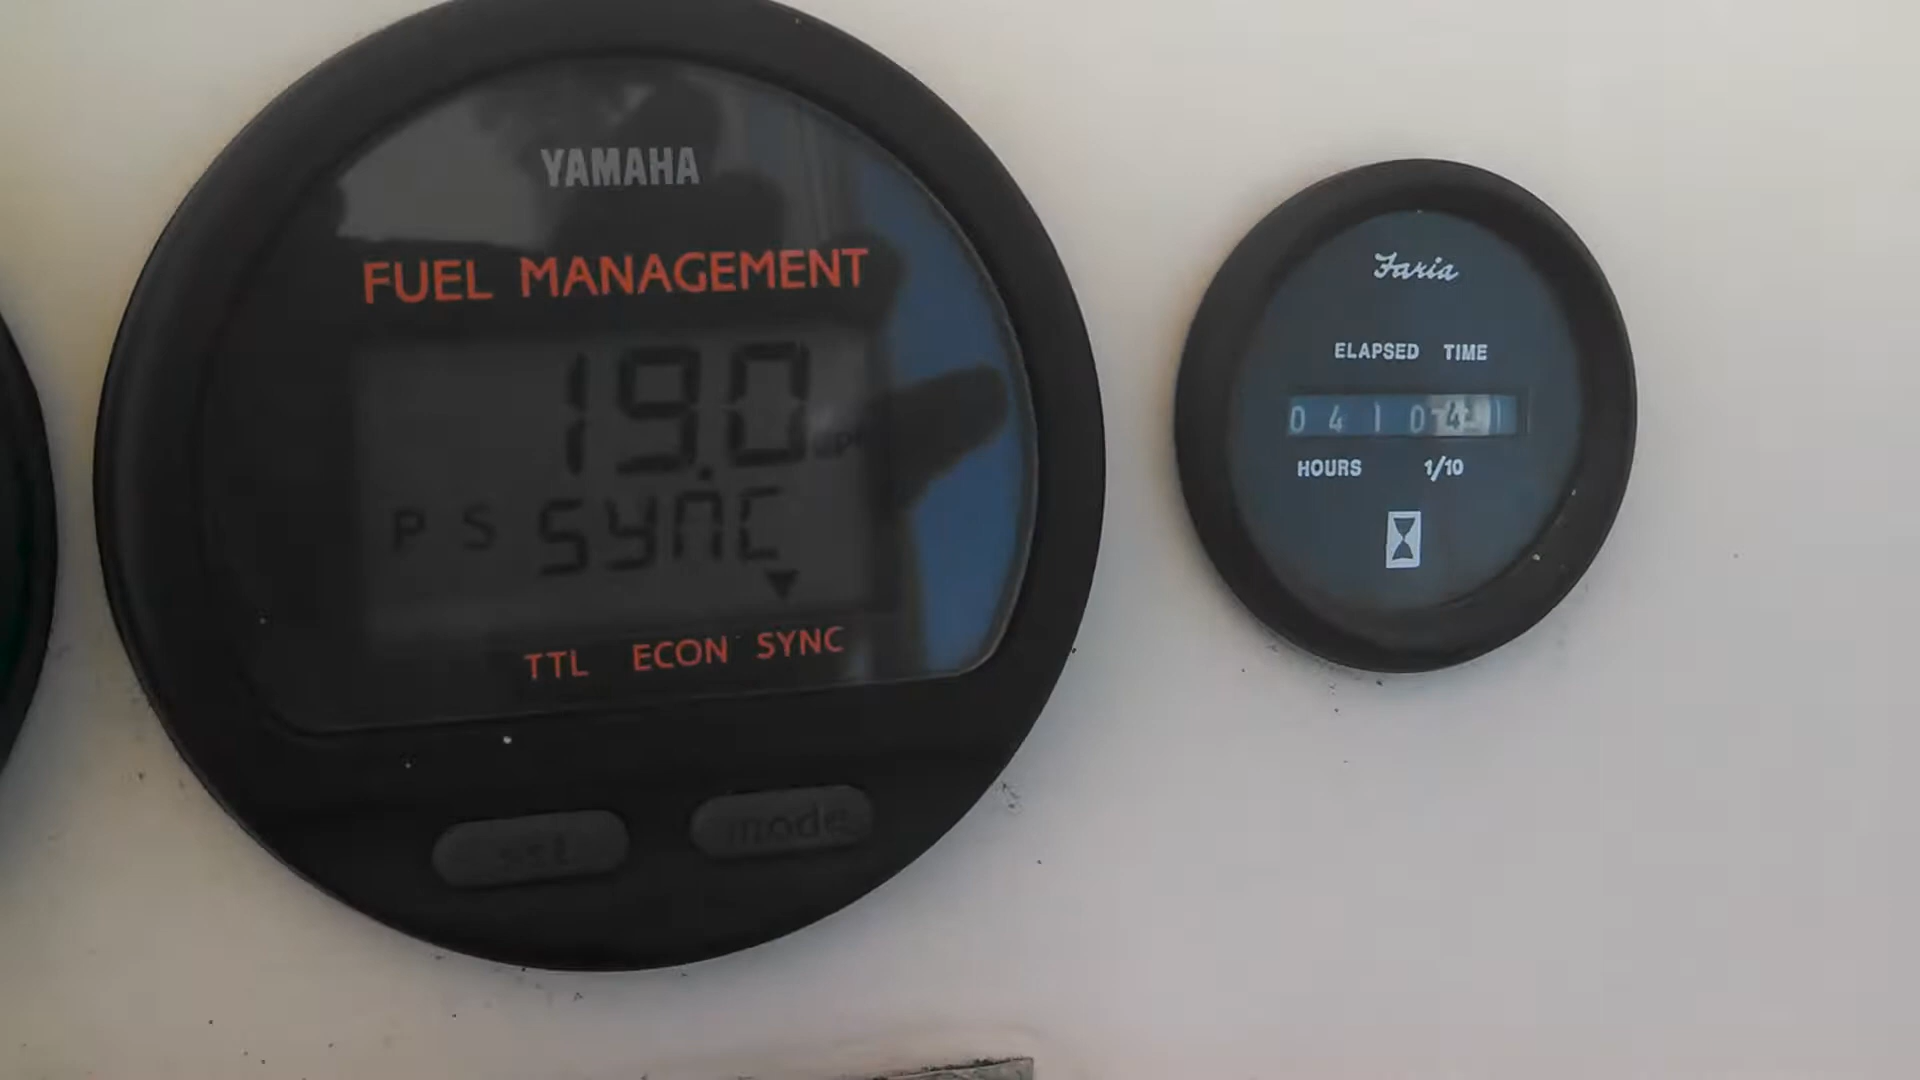 YAMAHA
FUEL MANAGEMENT
19.0
P S SYNC
TTL ECON SYNC
set
mode
Faria
ELAPSED TIME
0 4 1 0 4
HOURS 1/10